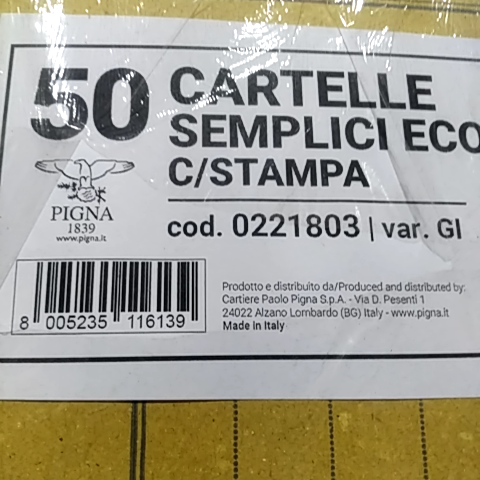 50 CARTELLE
SEMPLICI ECO
C/STAMPA
PIGNA
1839
www.pigna.it
cod. 0221803 | var. GI
8 005235 116139
Prodotto e distribuito da/Produced and distributed by:
Cartiere Paolo Pigna S.p.A. - Via D. Pesenti 1
24022 Alzano Lombardo (BG) Italy - www.pigna.it
Made in Italy